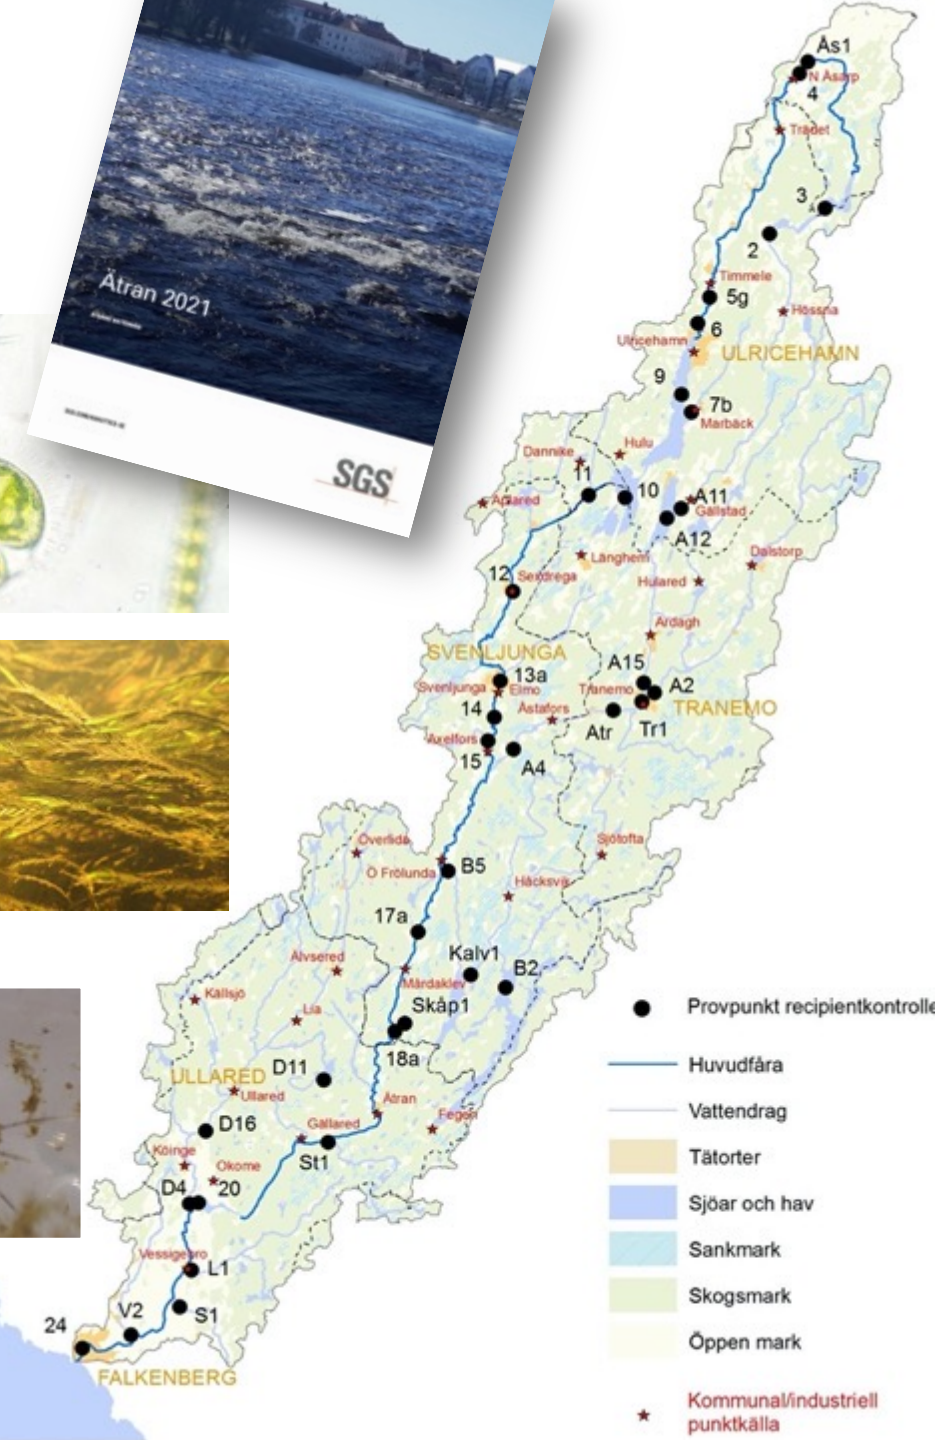 Ätran 2021
SGS
Ås1
N Åsarp
4
Trädet
3
2
Timmele
5g
Hössna
6
Ulricehamn
ULRICEHAMN
9
7b
Marbäck
Hulu
Dannike
11
10
A11
Gällstad
Aplared
A12
Länghem
Dalstorp
12
Sexdrega
Hulared
Ardagh
SVENLJUNGA
A15
13a
Svenljunga
Elmo
Tranemo
A2
14
Åstafors
TRANEMO
Atr
Tr1
Axelfors
15
A4
Överlida
Sjötofta
Ö Frölunda
B5
Håcksvik
17a
Älvsered
Kalv1
B2
Mårdaklev
Källsjö
Lia
Skåp1
18a
D11
ULLARED
Ullared
Ätran
Fegen
D16
Gällared
Köinge
St1
Okome
D4
20
Vessigebro
L1
V2
S1
24
FALKENBERG
Provpunkt recipientkontrolle
Huvudfåra
Vattendrag
Tätorter
Sjöar och hav
Sankmark
Skogsmark
Öppen mark
Kommunal/industriell
punktkälla